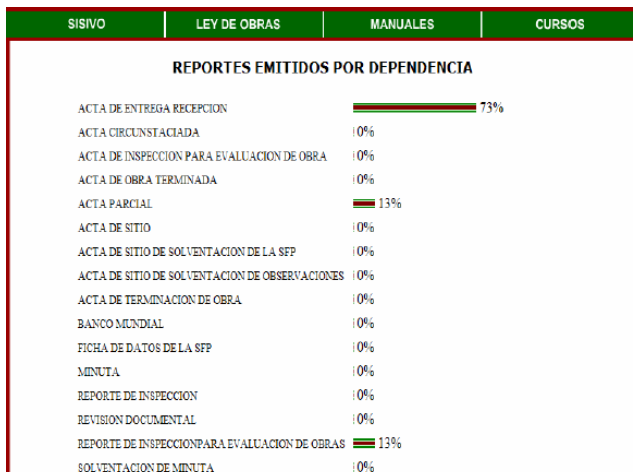 SISIVO LEY DE OBRAS MANUALES CURSOS
REPORTES EMITIDOS POR DEPENDENCIA
ACTA DE ENTREGA RECEPCION 73%
ACTA CIRCUNSTACIADA 0%
ACTA DE INSPECCION PARA EVALUACION DE OBRA 0%
ACTA DE OBRA TERMINADA 0%
ACTA PARCIAL 13%
ACTA DE SITIO 0%
ACTA DE SITIO DE SOLVENTACION DE LA SFP 0%
ACTA DE SITIO DE SOLVENTACION DE OBSERVACIONES 0%
ACTA DE TERMINACION DE OBRA 0%
BANCO MUNDIAL 0%
FICHA DE DATOS DE LA SFP 0%
MINUTA 0%
REPORTE DE INSPECCION 0%
REVISION DOCUMENTAL 0%
REPORTE DE INSPECCIONPARA EVALUACION DE OBRAS 13%
SOLVENTACION DE MINUTA 0%